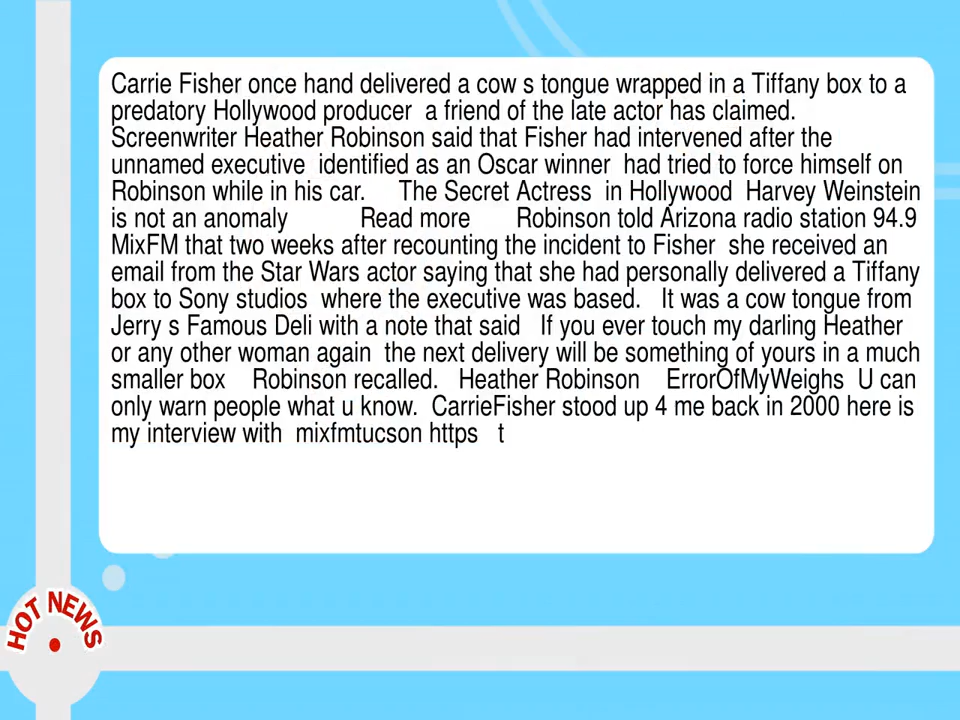 Carrie Fisher once hand delivered a cow s tongue wrapped in a Tiffany box to a
predatory Hollywood producer  a friend of the late actor has claimed.
Screenwriter Heather Robinson said that Fisher had intervened after the
unnamed executive  identified as an Oscar winner  had tried to force himself on
Robinson while in his car.     The Secret Actress  in Hollywood  Harvey Weinstein
is not an anomaly          Read more      Robinson told Arizona radio station 94.9
MixFM that two weeks after recounting the incident to Fisher  she received an
email from the Star Wars actor saying that she had personally delivered a Tiffany
box to Sony studios  where the executive was based.   It was a cow tongue from
Jerry s Famous Deli with a note that said   If you ever touch my darling Heather
or any other woman again  the next delivery will be something of yours in a much
smaller box    Robinson recalled.   Heather Robinson    ErrorOfMyWeighs  U can
only warn people what u know.  CarrieFisher stood up 4 me back in 2000 here is
my interview with  mixfmtucson https   t
HOT NEWS